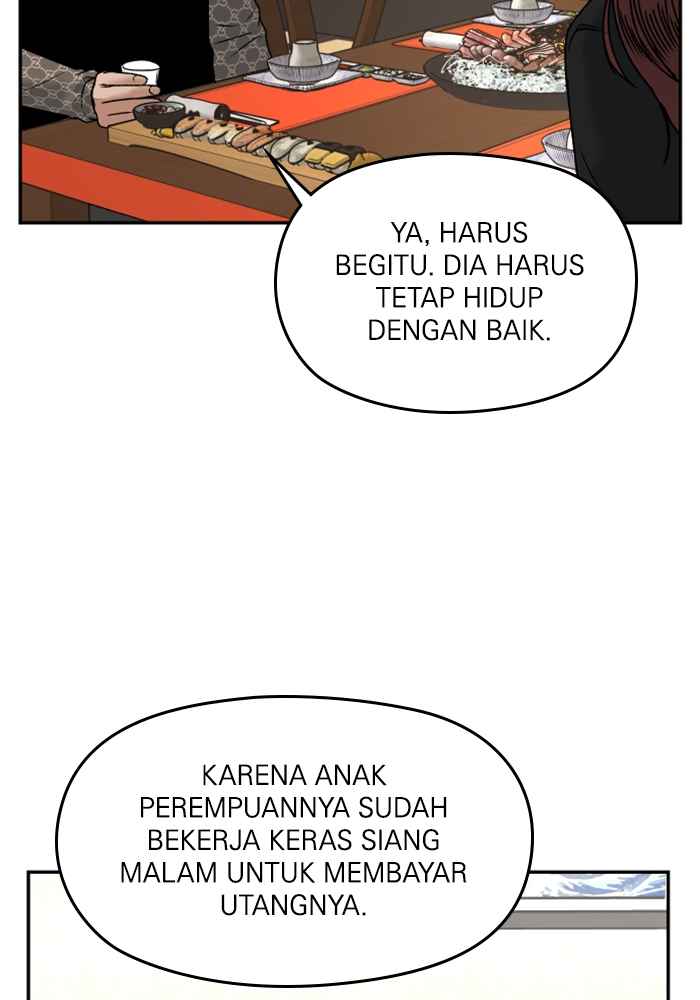 YA, HARUS
BEGITU. DIA HARUS
TETAP HIDUP
DENGAN BAIK.
KARENA ANAK
PEREMPUANNYA SUDAH
BEKERJA KERAS SIANG
MALAM UNTUK MEMBAYAR
UTANGNYA.